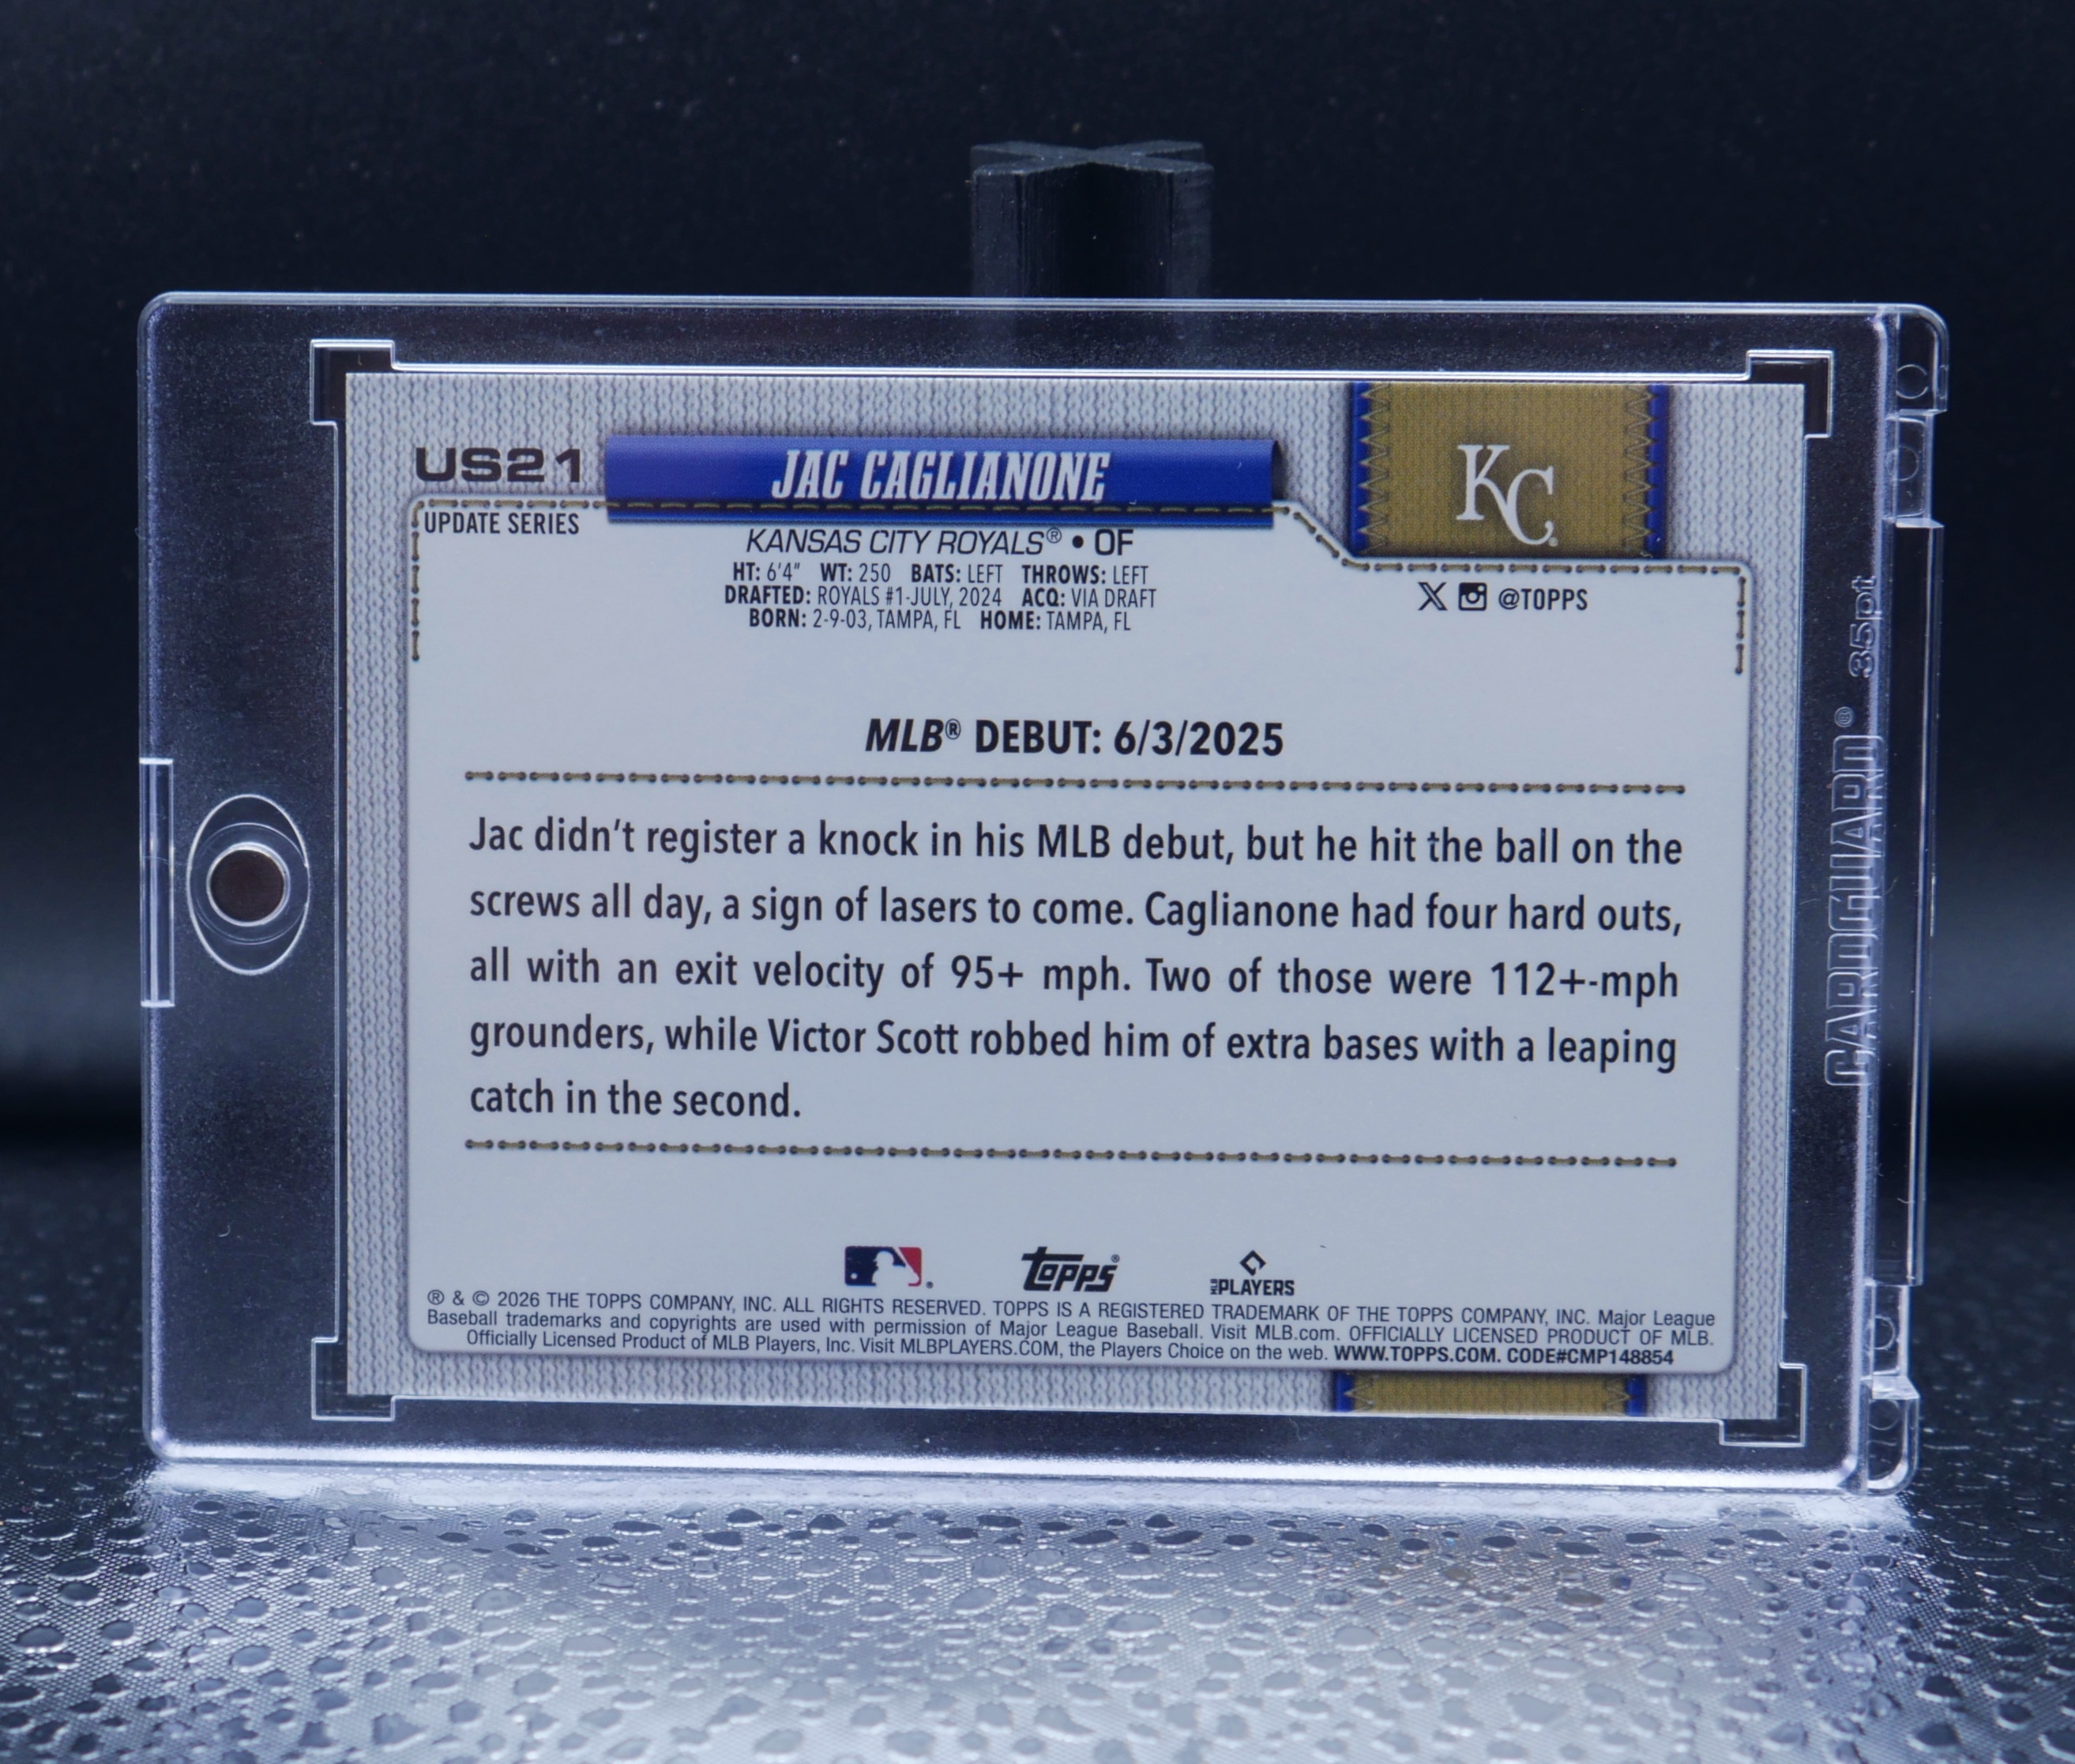 US21
JAC CAGLIANONE
KC
UPDATE SERIES
KANSAS CITY ROYALS® • OF
HT: 6'4" WT: 250 BATS: LEFT THROWS: LEFT
DRAFTED: ROYALS #1-JULY, 2024 ACQ: VIA DRAFT
BORN: 2-9-03, TAMPA, FL HOME: TAMPA, FL
X @TOPPS
MLB® DEBUT: 6/3/2025
Jac didn't register a knock in his MLB debut, but he hit the ball on the
screws all day, a sign of lasers to come. Caglianone had four hard outs,
all with an exit velocity of 95+ mph. Two of those were 112+-mph
grounders, while Victor Scott robbed him of extra bases with a leaping
catch in the second.
Topps®
MLB PLAYERS
® & © 2026 THE TOPPS COMPANY, INC. ALL RIGHTS RESERVED. TOPPS IS A REGISTERED TRADEMARK OF THE TOPPS COMPANY, INC. Major League
Baseball trademarks and copyrights are used with permission of Major League Baseball. Visit MLB.com. OFFICIALLY LICENSED PRODUCT OF MLB.
Officially Licensed Product of MLB Players, Inc. Visit MLBPLAYERS.COM, the Players Choice on the web. WWW.TOPPS.COM. CODE#CMP148854
CARDGUARD® 35pt